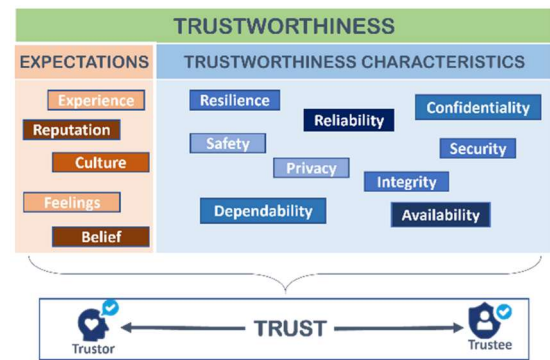 TRUSTWORTHINESS
EXPECTATIONS
TRUSTWORTHINESS CHARACTERISTICS
Experience
Reputation
Culture
Feelings
Belief
Resilience
Reliability
Confidentiality
Safety
Security
Privacy
Integrity
Dependability
Availability
Trustor
TRUST
Trustee